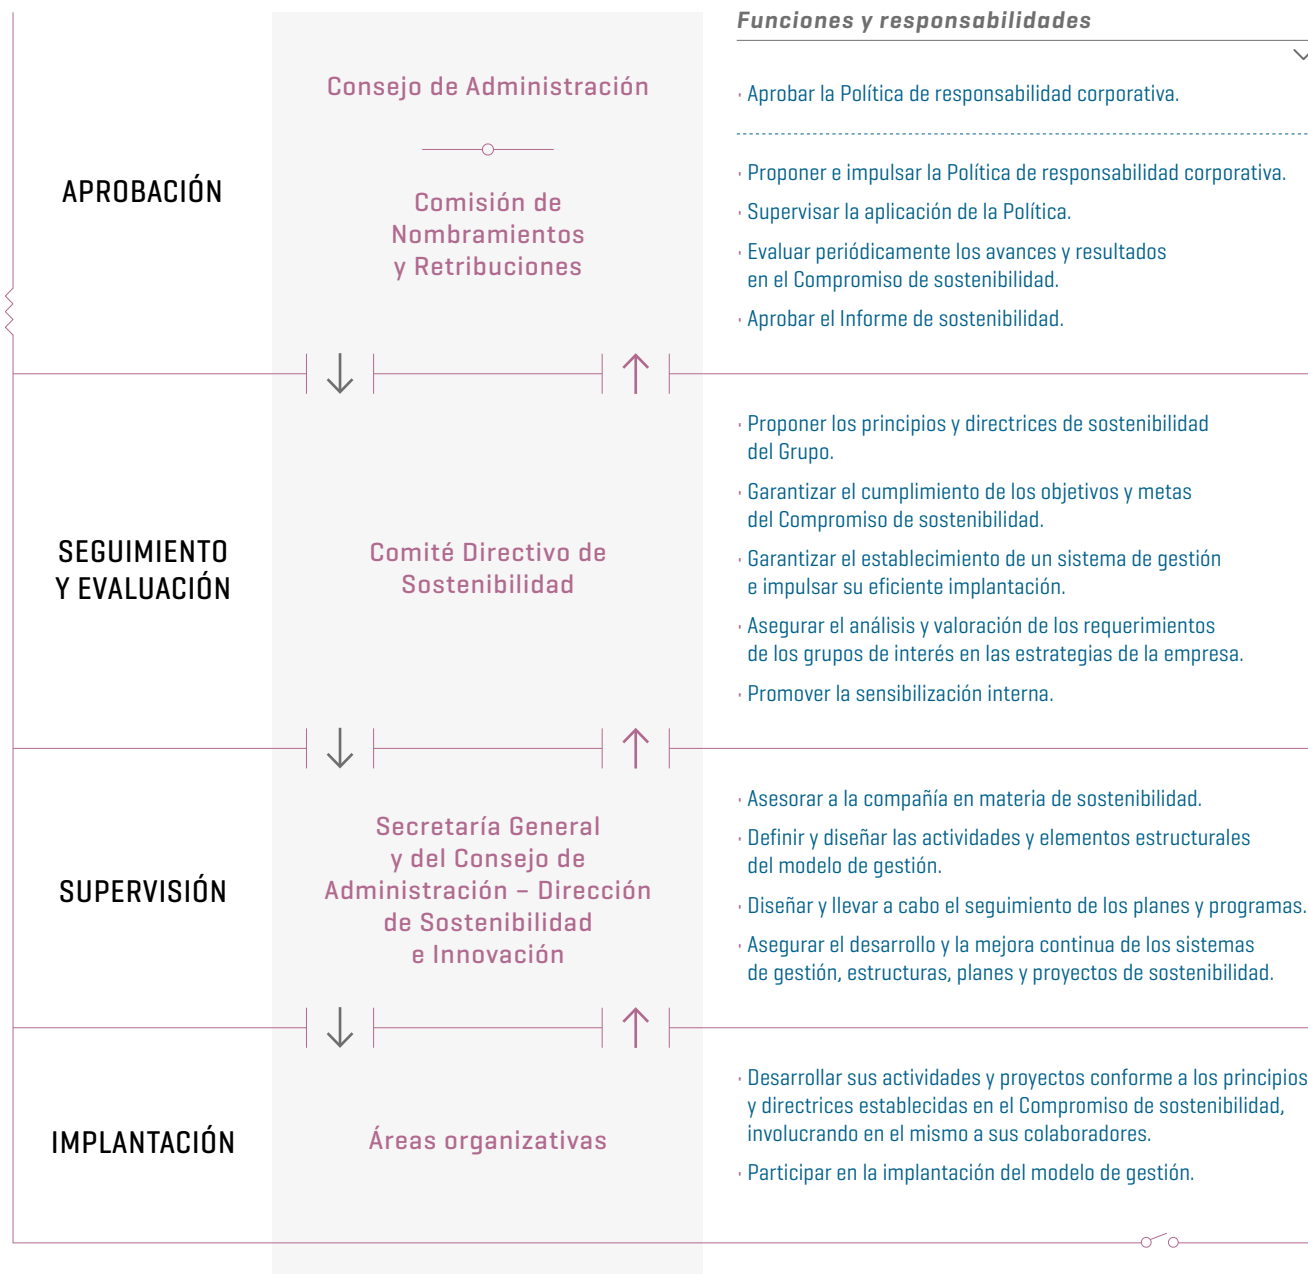 Funciones y responsabilidades
APROBACIÓN
Consejo de Administración
· Aprobar la Política de responsabilidad corporativa.
Comisión de
Nombramientos
y Retribuciones
· Proponer e impulsar la Política de responsabilidad corporativa.
· Supervisar la aplicación de la Política.
· Evaluar periódicamente los avances y resultados
en el Compromiso de sostenibilidad.
· Aprobar el Informe de sostenibilidad.
SEGUIMIENTO
Y EVALUACIÓN
Comité Directivo de
Sostenibilidad
· Proponer los principios y directrices de sostenibilidad
del Grupo.
· Garantizar el cumplimiento de los objetivos y metas
del Compromiso de sostenibilidad.
· Garantizar el establecimiento de un sistema de gestión
e impulsar su eficiente implantación.
· Asegurar el análisis y valoración de los requerimientos
de los grupos de interés en las estrategias de la empresa.
· Promover la sensibilización interna.
SUPERVISIÓN
Secretaría General
y del Consejo de
Administración – Dirección
de Sostenibilidad
e Innovación
· Asesorar a la compañía en materia de sostenibilidad.
· Definir y diseñar las actividades y elementos estructurales
del modelo de gestión.
· Diseñar y llevar a cabo el seguimiento de los planes y programas.
· Asegurar el desarrollo y la mejora continua de los sistemas
de gestión, estructuras, planes y proyectos de sostenibilidad.
IMPLANTACIÓN
Áreas organizativas
· Desarrollar sus actividades y proyectos conforme a los principios
y directrices establecidas en el Compromiso de sostenibilidad,
involucrando en el mismo a sus colaboradores.
· Participar en la implantación del modelo de gestión.